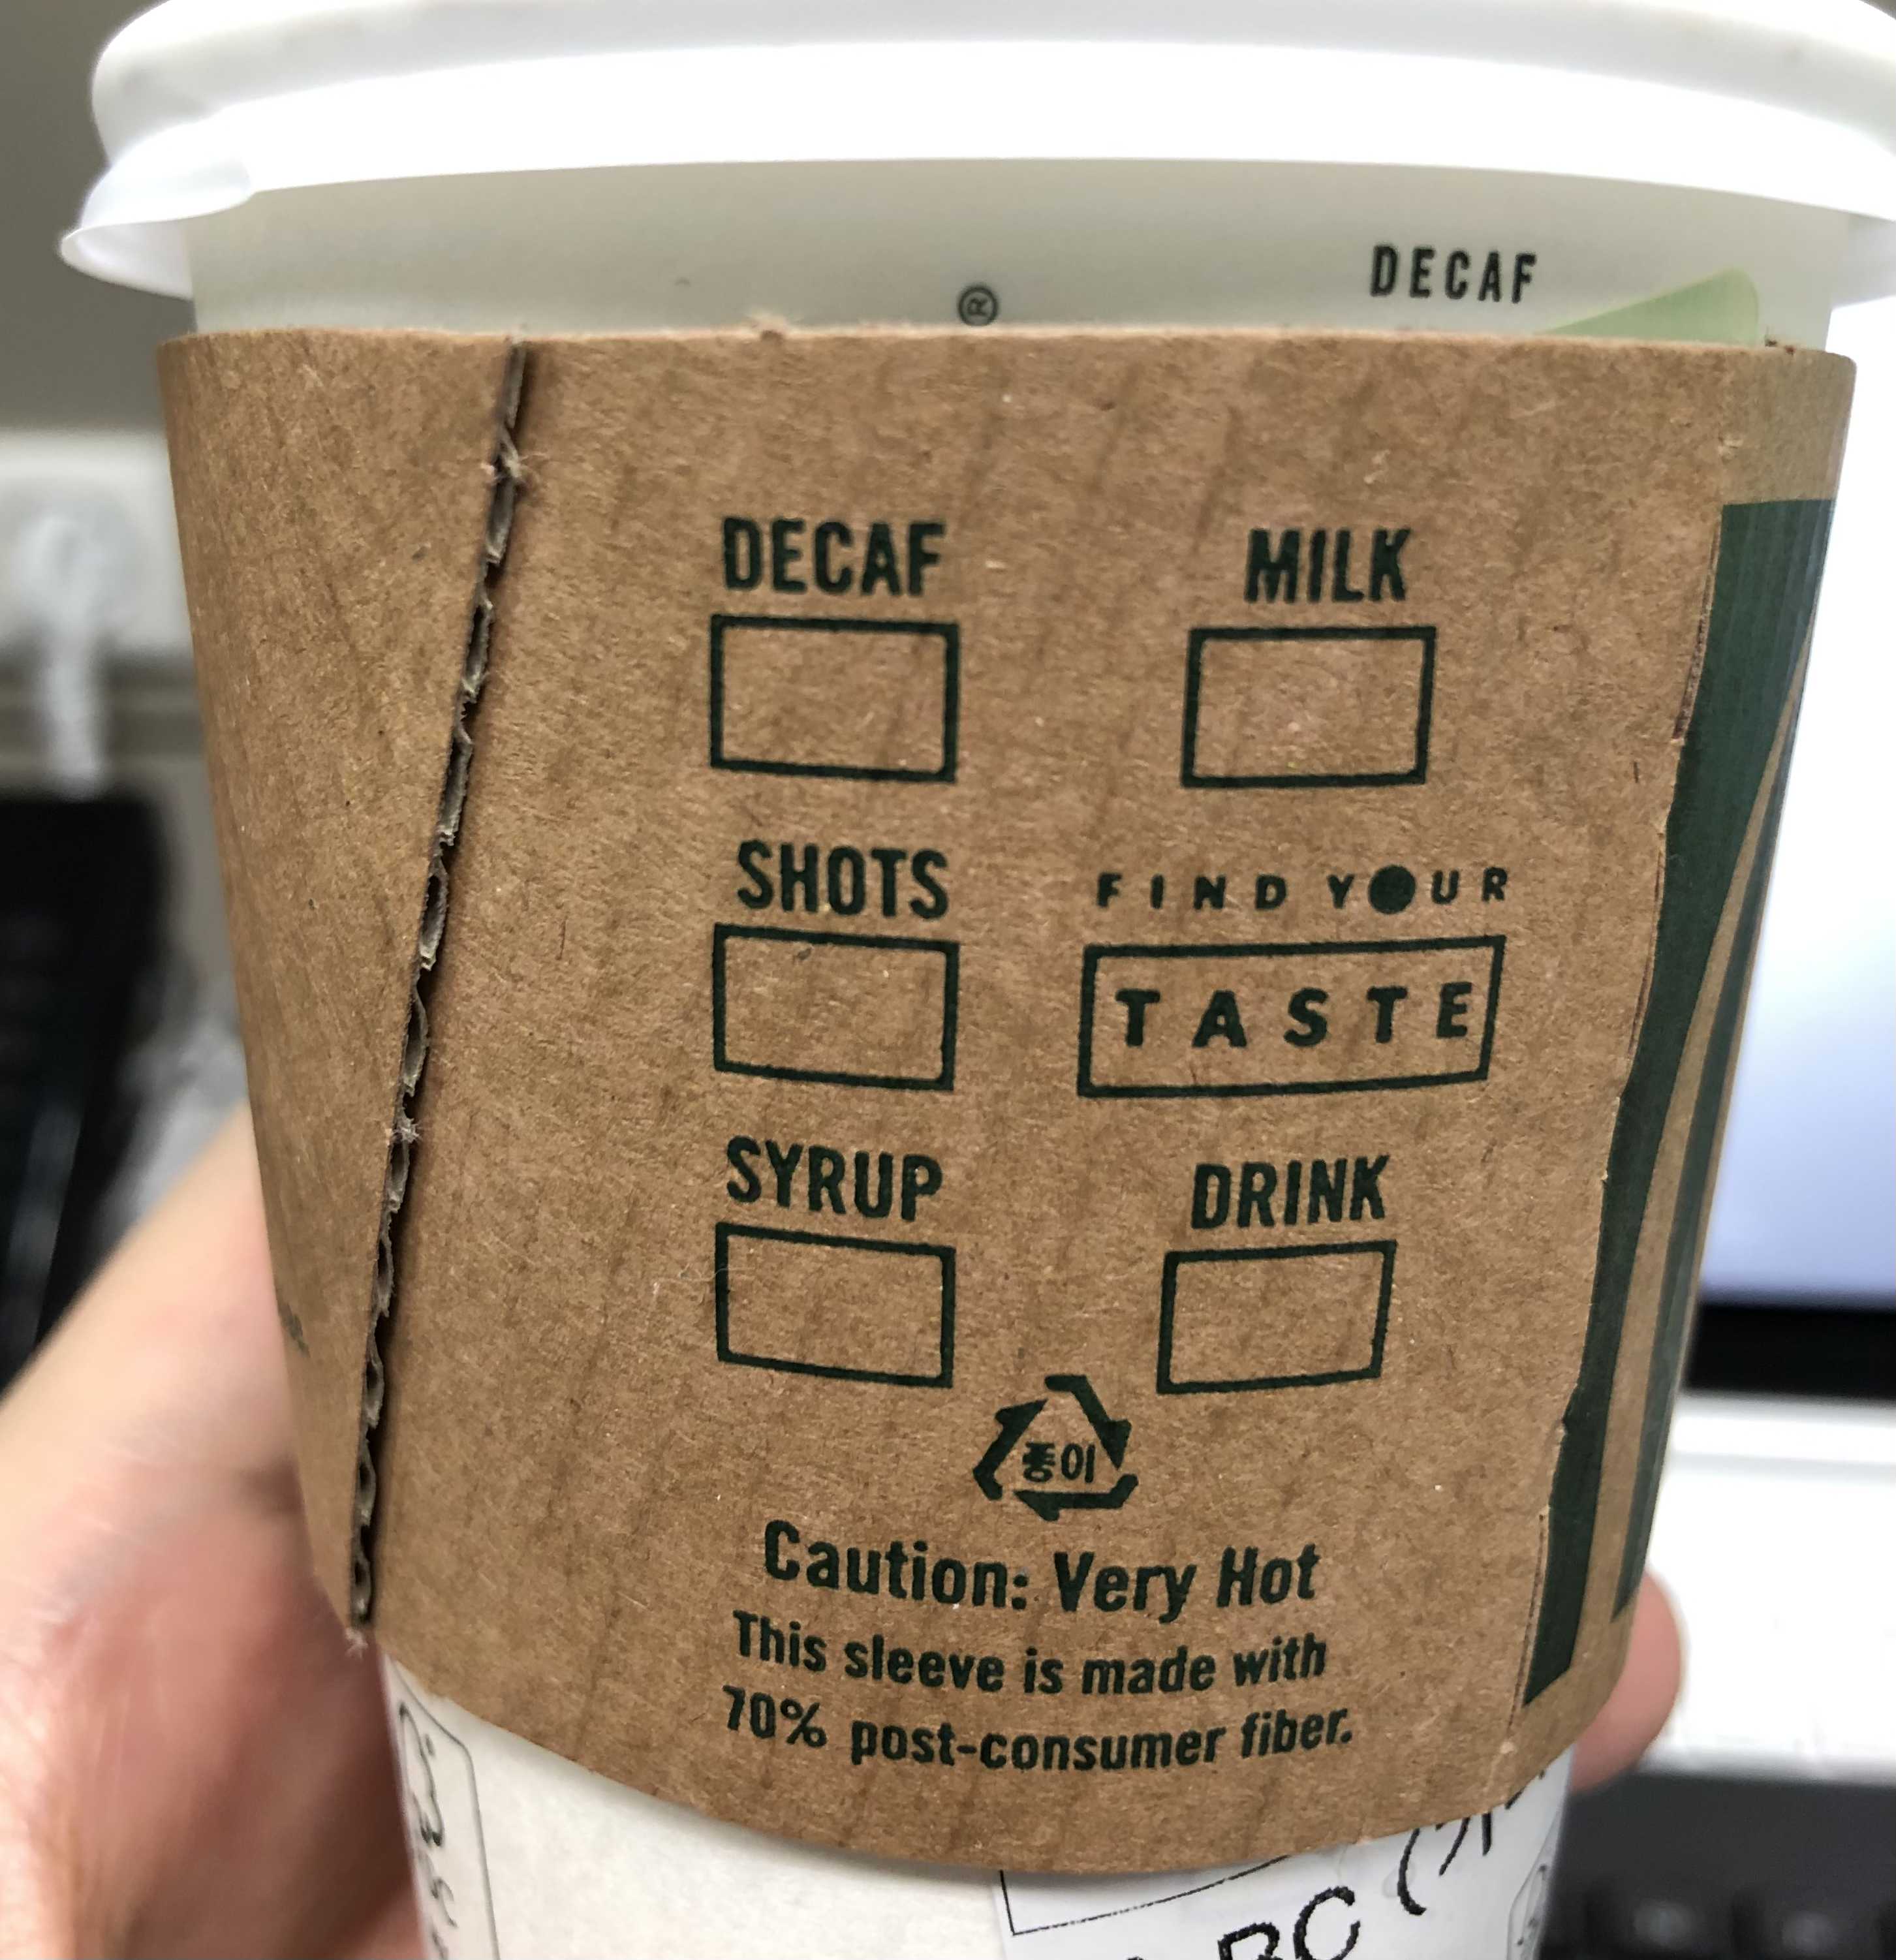 DECAF
®
DECAF
MILK
SHOTS
FIND YOUR
TASTE
SYRUP
DRINK
종이
Caution: Very Hot
This sleeve is made with
70% post-consumer fiber.